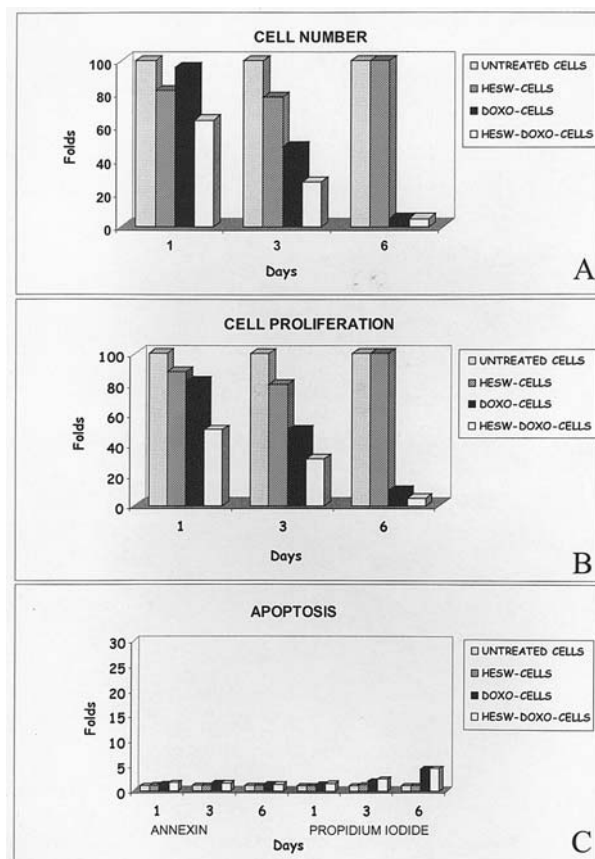 CELL NUMBER
100
80
60
40
20
0
Folds
1 3 6
Days
UNTREATED CELLS
HESW-CELLS
DOXO-CELLS
HESW-DOXO-CELLS
A
CELL PROLIFERATION
100
80
60
40
20
0
Folds
1 3 6
Days
UNTREATED CELLS
HESW-CELLS
DOXO-CELLS
HESW-DOXO-CELLS
B
APOPTOSIS
30
25
20
15
10
5
0
Folds
1 3 6 1 3 6
ANNEXIN PROPIDIUM IODIDE
Days
UNTREATED CELLS
HESW-CELLS
DOXO-CELLS
HESW-DOXO-CELLS
C